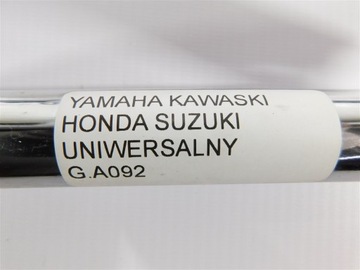 YAMAHA KAWASKI
HONDA SUZUKI
UNIWERSALNY
G.A092